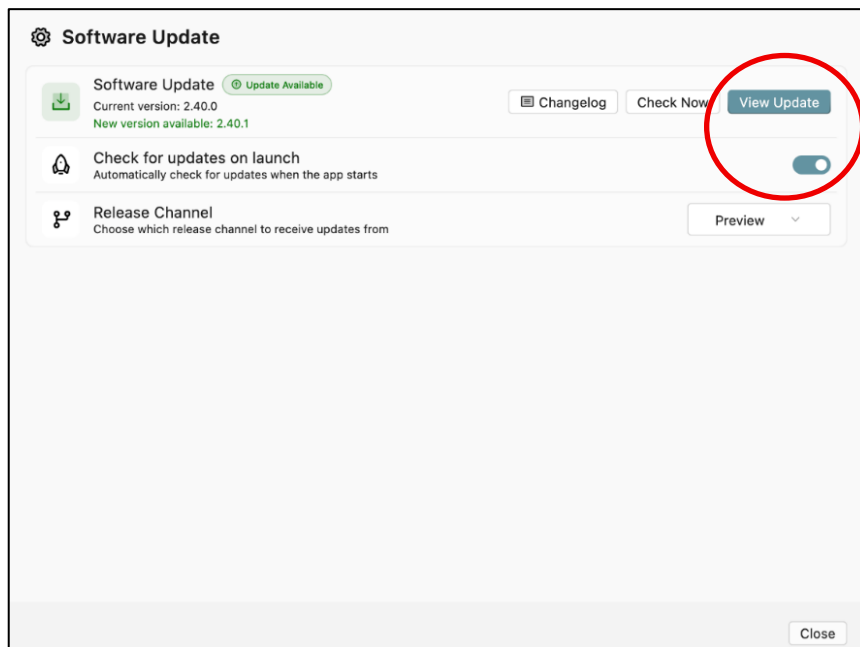 Software Update
Software Update Update Available
Current version: 2.40.0
New version available: 2.40.1
Changelog Check Now View Update
Check for updates on launch
Automatically check for updates when the app starts
Release Channel
Choose which release channel to receive updates from
Preview
Close